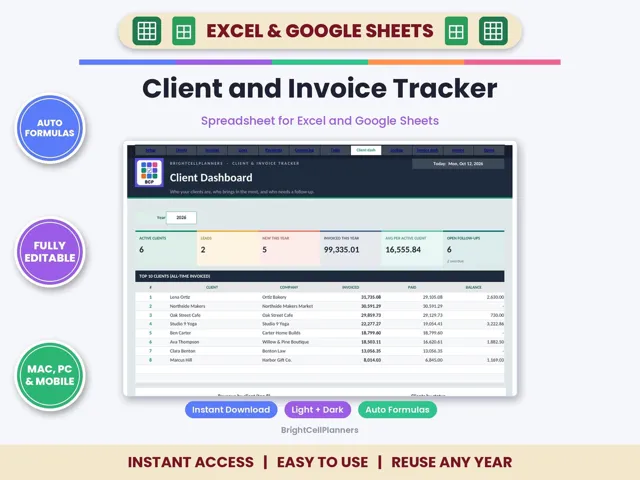 EXCEL & GOOGLE SHEETS
Client and Invoice Tracker
Spreadsheet for Excel and Google Sheets
AUTO
FORMULAS
FULLY
EDITABLE
MAC, PC
& MOBILE
Client dash
BRIGHTCELLPLANNERS · CLIENT & INVOICE TRACKER
Today: Mon, Oct 12, 2026
BCP
Client Dashboard
Who your clients are, who brings in the most, and who needs a follow-up.
Year 2026
ACTIVE CLIENTS LEADS NEW THIS YEAR INVOICED THIS YEAR AVG PER ACTIVE CLIENT OPEN FOLLOW-UPS
6 2 5 99,335.01 16,555.84 6
TOP 10 CLIENTS (ALL-TIME INVOICED)
# CLIENT COMPANY INVOICED PAID BALANCE
1 Lena Ortiz Ortiz Bakery 31,735.08 29,105.08 2,630.00
2 Northside Makers Northside Makers Market 30,591.29 30,591.29 -
3 Oak Street Cafe Oak Street Cafe 29,859.73 29,129.73 730.00
4 Studio 9 Yoga Studio 9 Yoga 22,277.27 19,054.41 3,222.86
5 Ben Carter Carter Home Builds 18,799.60 18,799.60 -
6 Ava Thompson Willow & Pine Boutique 18,503.11 16,620.61 1,882.50
7 Clara Benton Benton Law 13,056.35 13,056.35 -
8 Marcus Hill Harbor Gift Co. 8,014.03 6,845.00 1,169.03
Instant Download
Light + Dark
Auto Formulas
BrightCellPlanners
INSTANT ACCESS | EASY TO USE | REUSE ANY YEAR